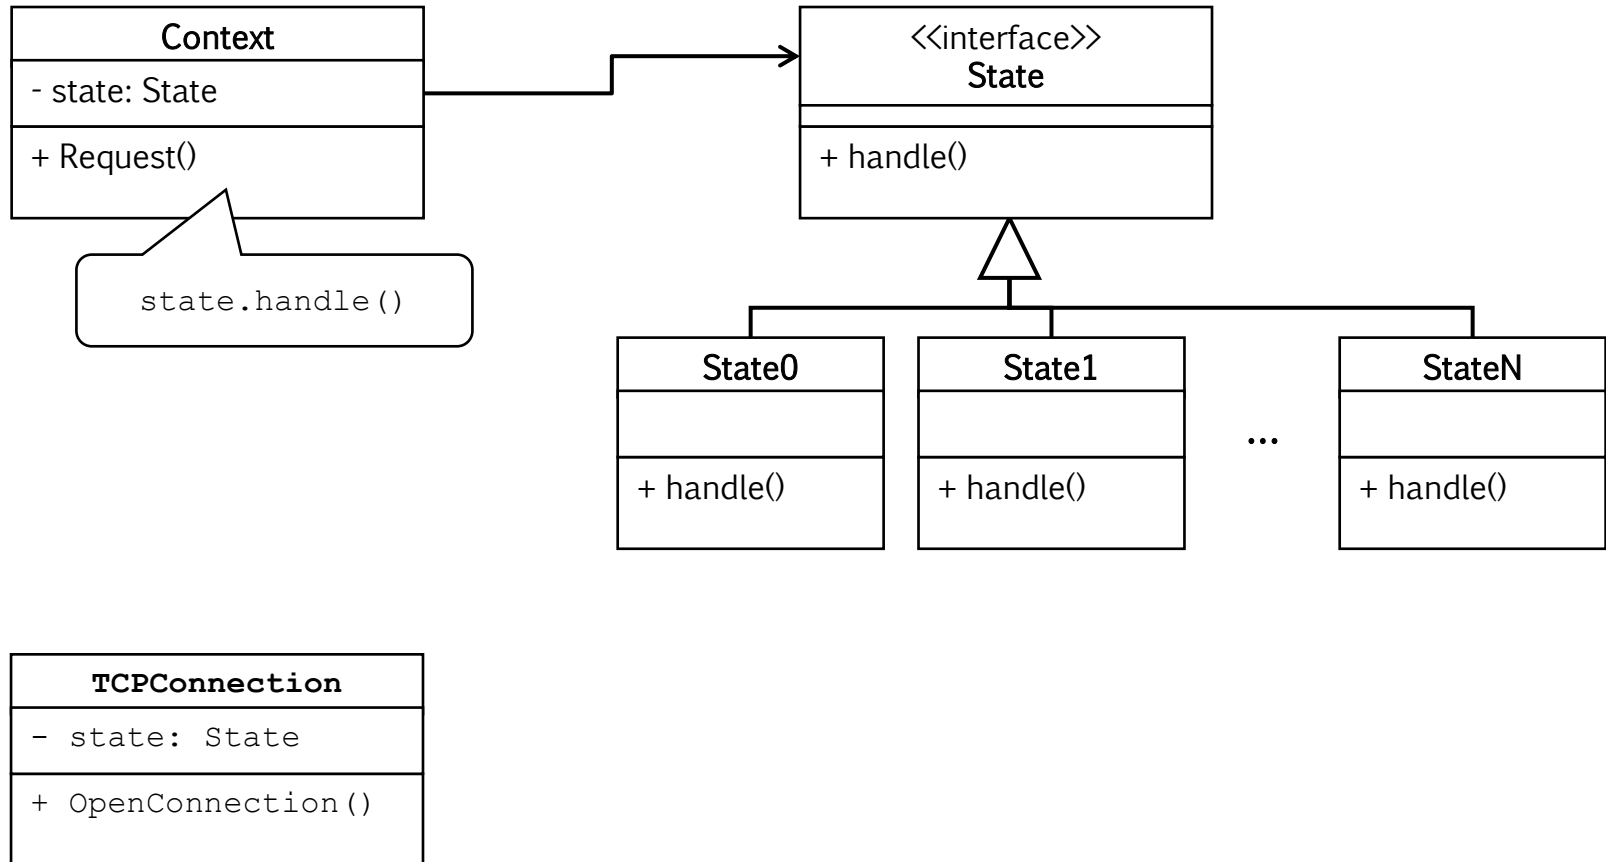 Context
- state: State
+ Request()
state.handle()
<<interface>>
State
+ handle()
State0
+ handle()
State1
+ handle()
...
StateN
+ handle()
TCPConnection
- state: State
+ OpenConnection()